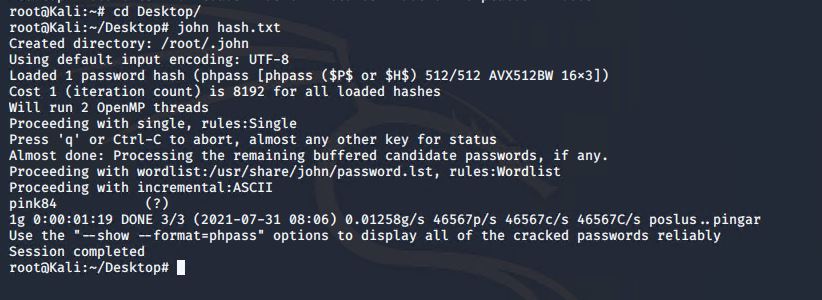 root@Kali:~# cd Desktop/
root@Kali:~/Desktop# john hash.txt
Created directory: /root/.john
Using default input encoding: UTF-8
Loaded 1 password hash (phpass [phpass ($P$ or $H$) 512/512 AVX512BW 16×3])
Cost 1 (iteration count) is 8192 for all loaded hashes
Will run 2 OpenMP threads
Proceeding with single, rules:Single
Press 'q' or Ctrl-C to abort, almost any other key for status
Almost done: Processing the remaining buffered candidate passwords, if any.
Proceeding with wordlist:/usr/share/john/password.lst, rules:Wordlist
Proceeding with incremental:ASCII
pink84           (?)
1g 0:00:01:19 DONE 3/3 (2021-07-31 08:06) 0.01258g/s 46567p/s 46567c/s 46567C/s poslus..pingar
Use the "--show --format=phpass" options to display all of the cracked passwords reliably
Session completed
root@Kali:~/Desktop#